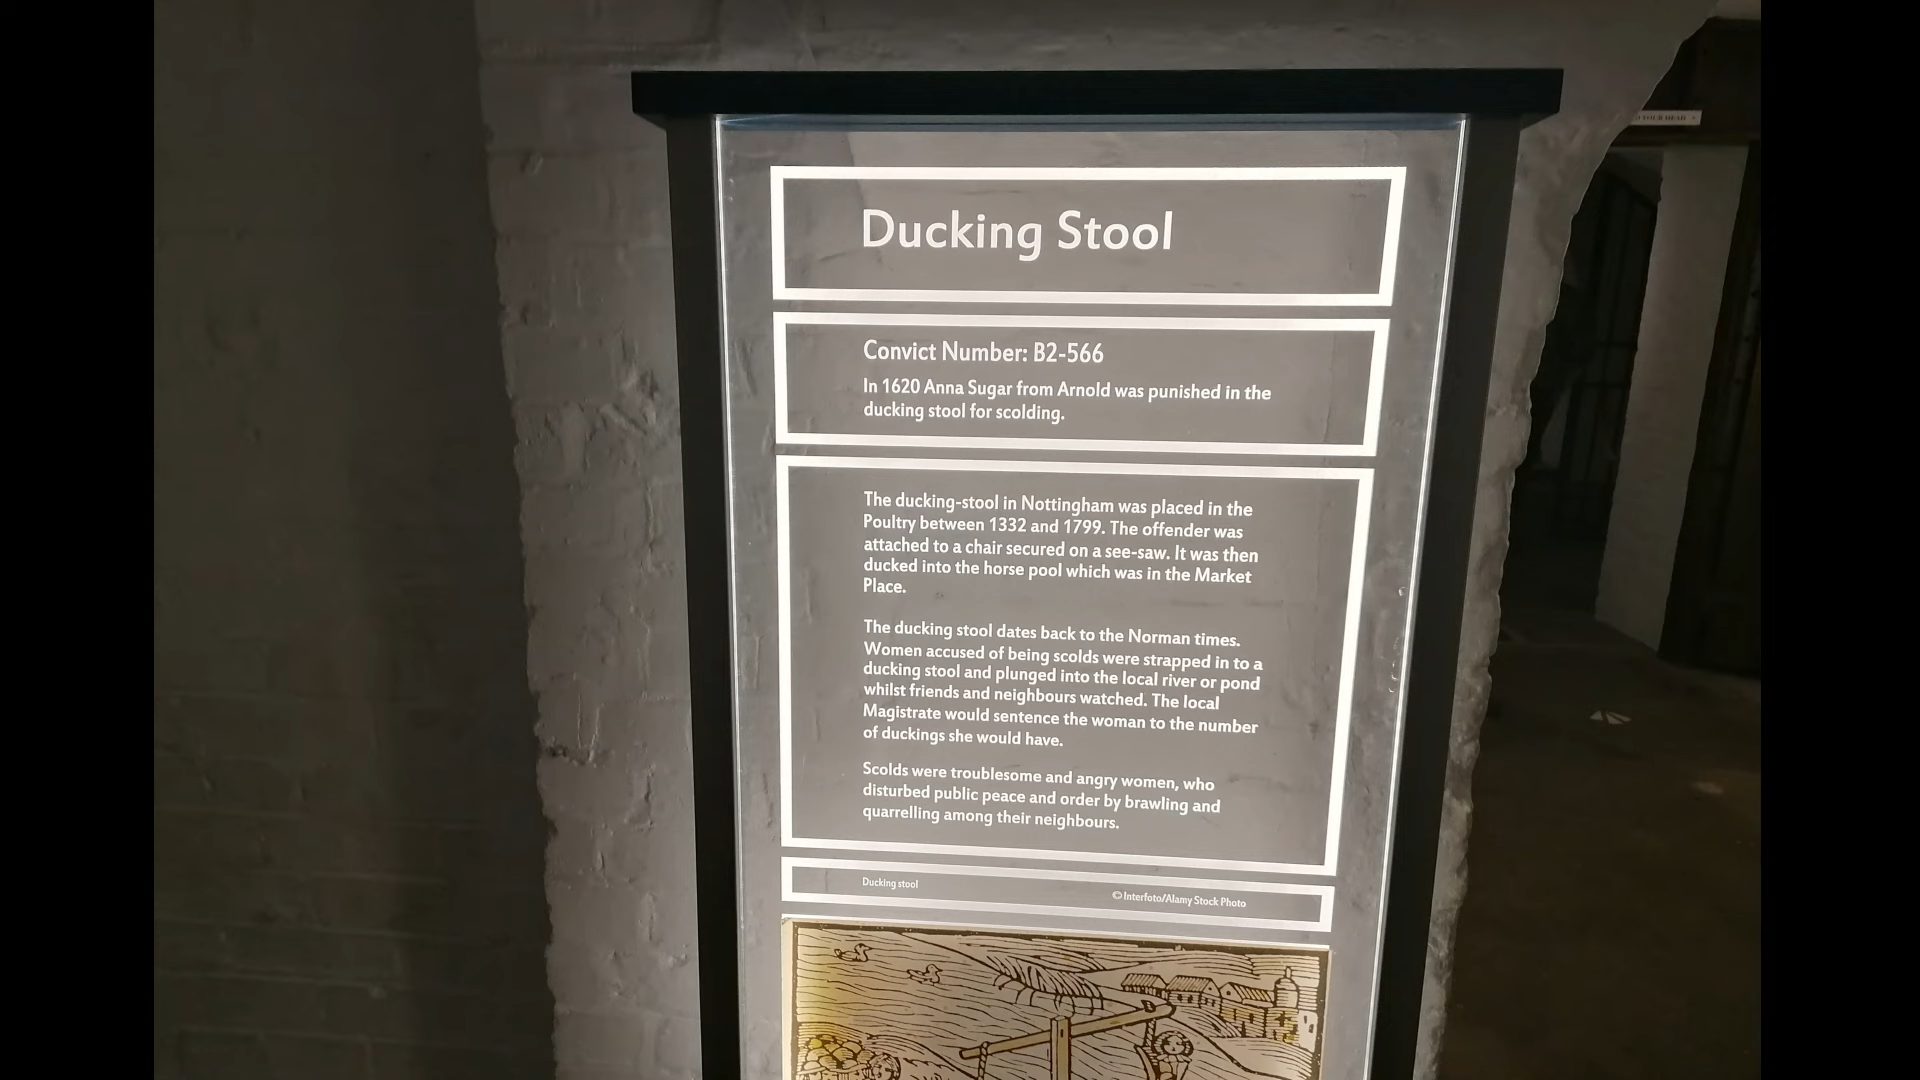 Ducking Stool
Convict Number: B2-566
In 1620 Anna Sugar from Arnold was punished in the
ducking stool for scolding.
The ducking-stool in Nottingham was placed in the
Poultry between 1332 and 1799. The offender was
attached to a chair secured on a see-saw. It was then
ducked into the horse pool which was in the Market
Place.
The ducking stool dates back to the Norman times.
Women accused of being scolds were strapped in to a
ducking stool and plunged into the local river or pond
whilst friends and neighbours watched. The local
Magistrate would sentence the woman to the number
of duckings she would have.
Scolds were troublesome and angry women, who
disturbed public peace and order by brawling and
quarrelling among their neighbours.
Ducking stool
© Interfoto/Alamy Stock Photo
YOUR HEAD